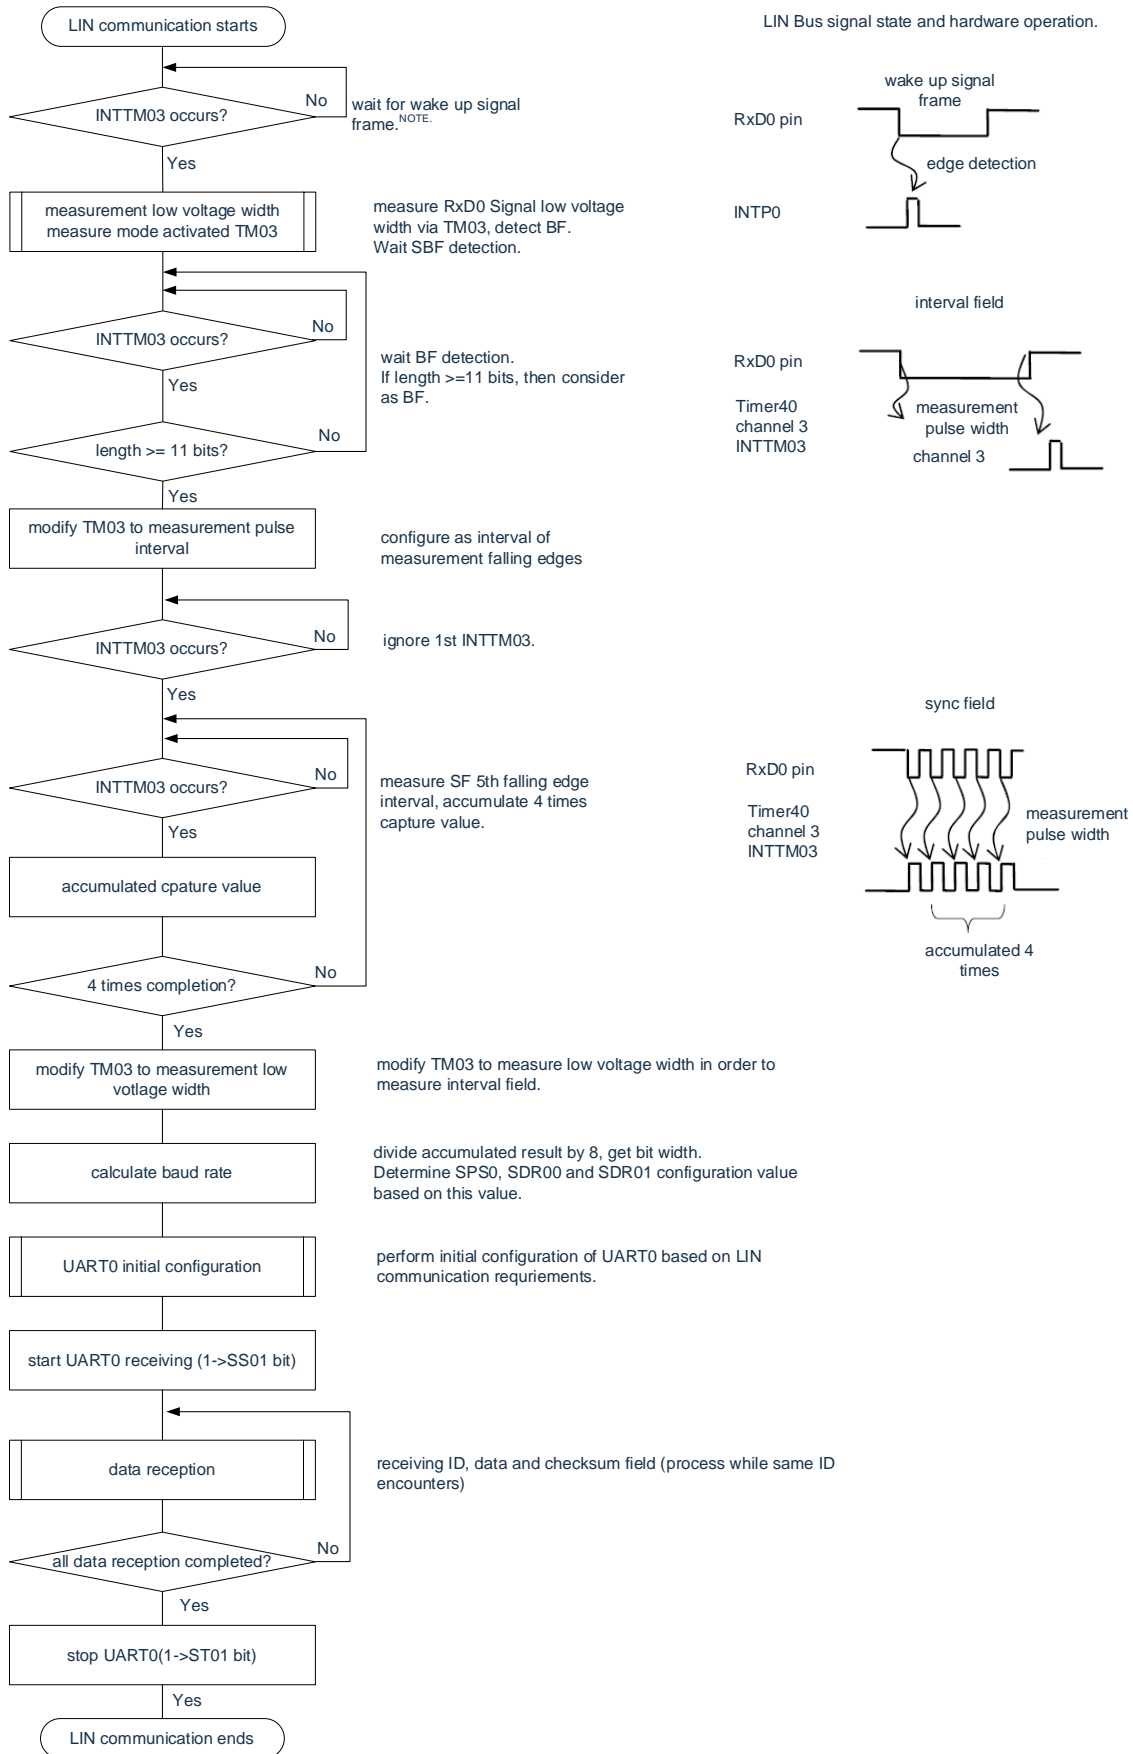 LIN communication starts
LIN Bus signal state and hardware operation.
INTTM03 occurs?
No
wait for wake up signal
frame.NOTE.
Yes
wake up signal
frame
RxD0 pin
edge detection
INTP0
measurement low voltage width
measure mode activated TM03
measure RxD0 Signal low voltage
width via TM03, detect BF.
Wait SBF detection.
INTTM03 occurs?
No
Yes
wait BF detection.
If length >=11 bits, then consider
as BF.
length >= 11 bits?
No
Yes
interval field
RxD0 pin
Timer40
channel 3
INTTM03
measurement
pulse width
channel 3
modify TM03 to measurement pulse
interval
configure as interval of
measurement falling edges
INTTM03 occurs?
No
ignore 1st INTTM03.
Yes
INTTM03 occurs?
No
measure SF 5th falling edge
interval, accumulate 4 times
capture value.
Yes
sync field
RxD0 pin
Timer40
channel 3
INTTM03
measurement
pulse width
accumulated 4
times
accumulated cpature value
4 times completion?
No
Yes
modify TM03 to measurement low
votlage width
modify TM03 to measure low voltage width in order to
measure interval field.
calculate baud rate
divide accumulated result by 8, get bit width.
Determine SPS0, SDR00 and SDR01 configuration value
based on this value.
UART0 initial configuration
perform initial configuration of UART0 based on LIN
communication requriements.
start UART0 receiving (1->SS01 bit)
data reception
receiving ID, data and checksum field (process while same ID
encounters)
all data reception completed?
No
Yes
stop UART0(1->ST01 bit)
Yes
LIN communication ends